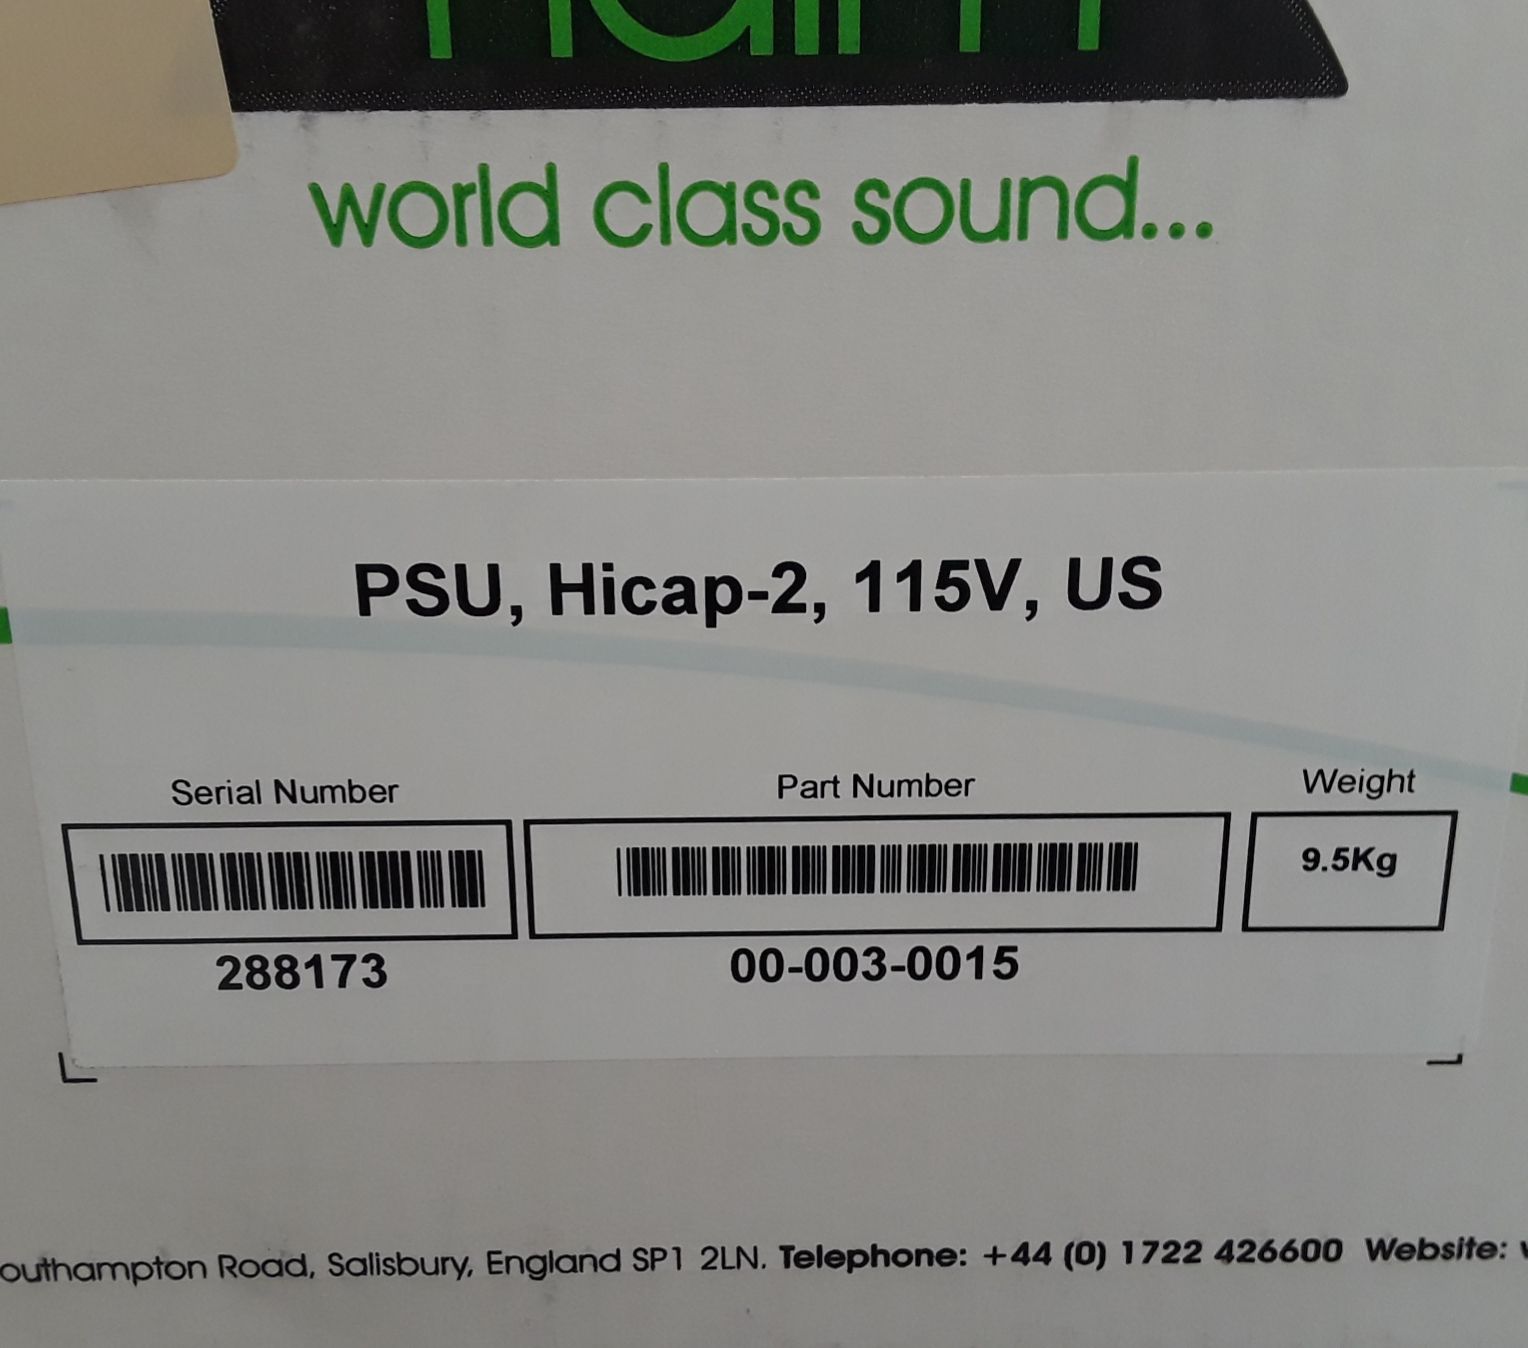 naim
world class sound...
PSU, Hicap-2, 115V, US
Serial Number
Part Number
Weight
9.5Kg
288173
00-003-0015
outhampton Road, Salisbury, England SP1 2LN. Telephone: +44 (0) 1722 426600 Website: